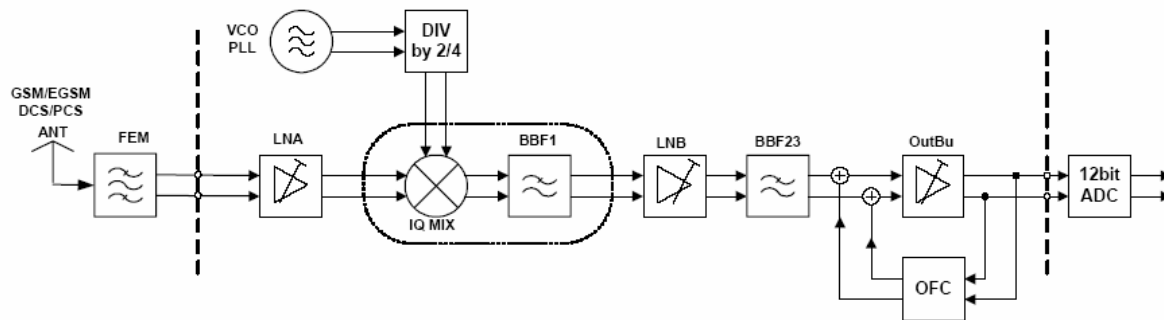 VCO
PLL
DIV
by 2/4
GSM/EGSM
DCS/PCS
ANT
FEM
LNA
IQ MIX
BBF1
LNB
BBF23
OutBu
12bit
ADC
OFC